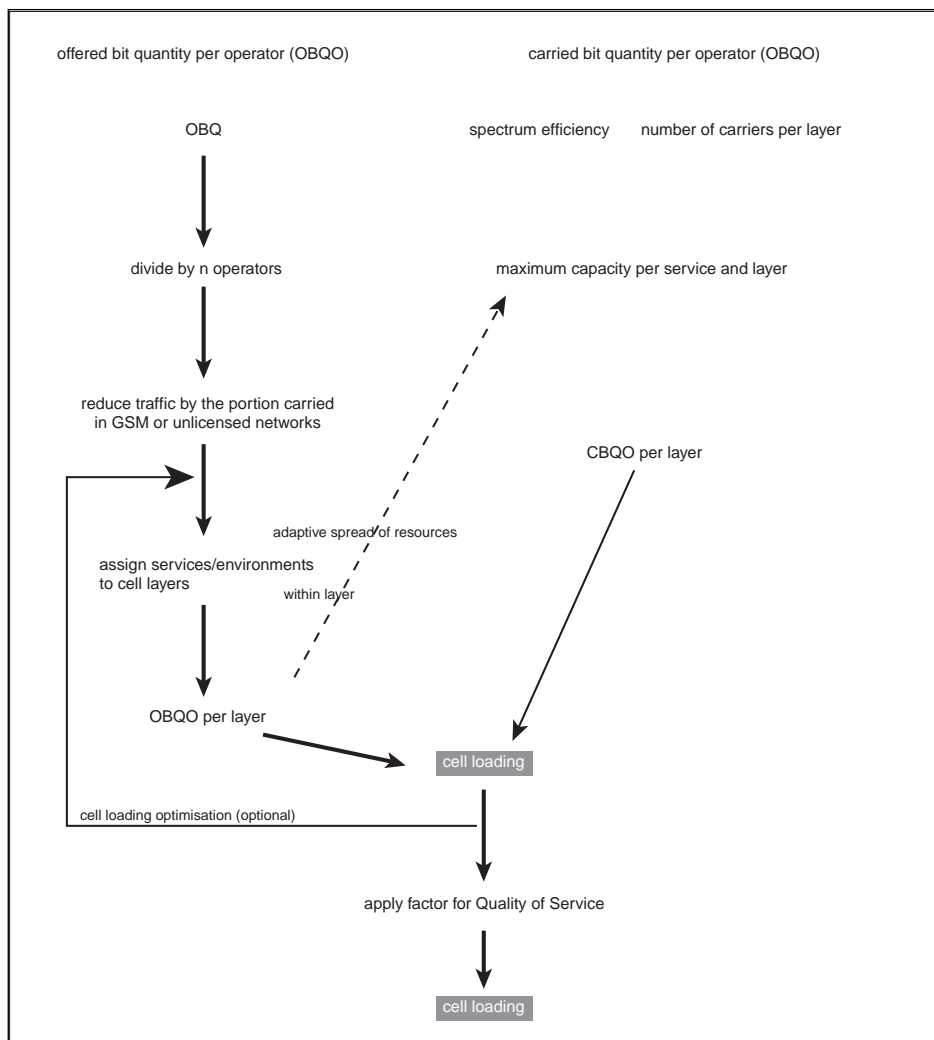 offered bit quantity per operator (OBQO)
carried bit quantity per operator (OBQO)
OBQ
spectrum efficiency
number of carriers per layer
divide by n operators
maximum capacity per service and layer
reduce traffic by the portion carried
in GSM or unlicensed networks
CBQO per layer
adaptive spread of resources
assign services/environments
to cell layers
within layer
OBQO per layer
cell loading
cell loading optimisation (optional)
apply factor for Quality of Service
cell loading